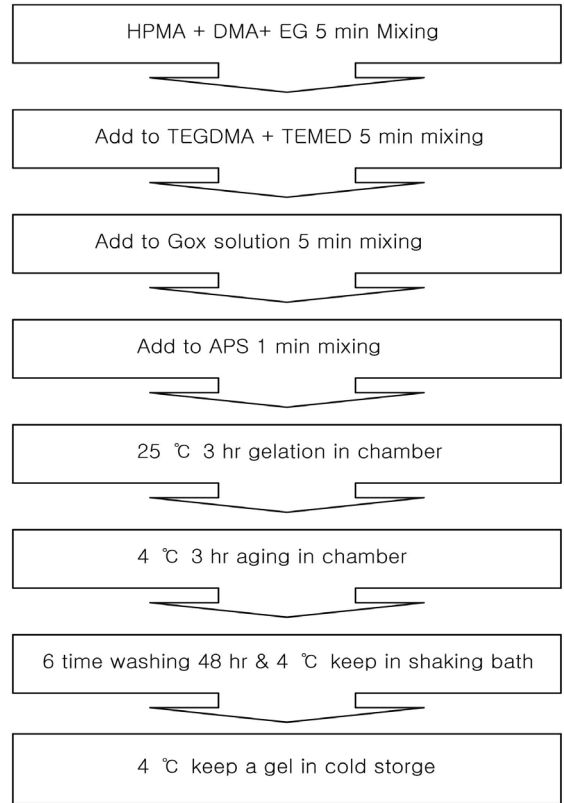 HPMA + DMA+ EG 5 min Mixing
Add to TEGDMA + TEMED 5 min mixing
Add to Gox solution 5 min mixing
Add to APS 1 min mixing
25 ℃ 3 hr gelation in chamber
4 ℃ 3 hr aging in chamber
6 time washing 48 hr & 4 ℃ keep in shaking bath
4 ℃ keep a gel in cold storge